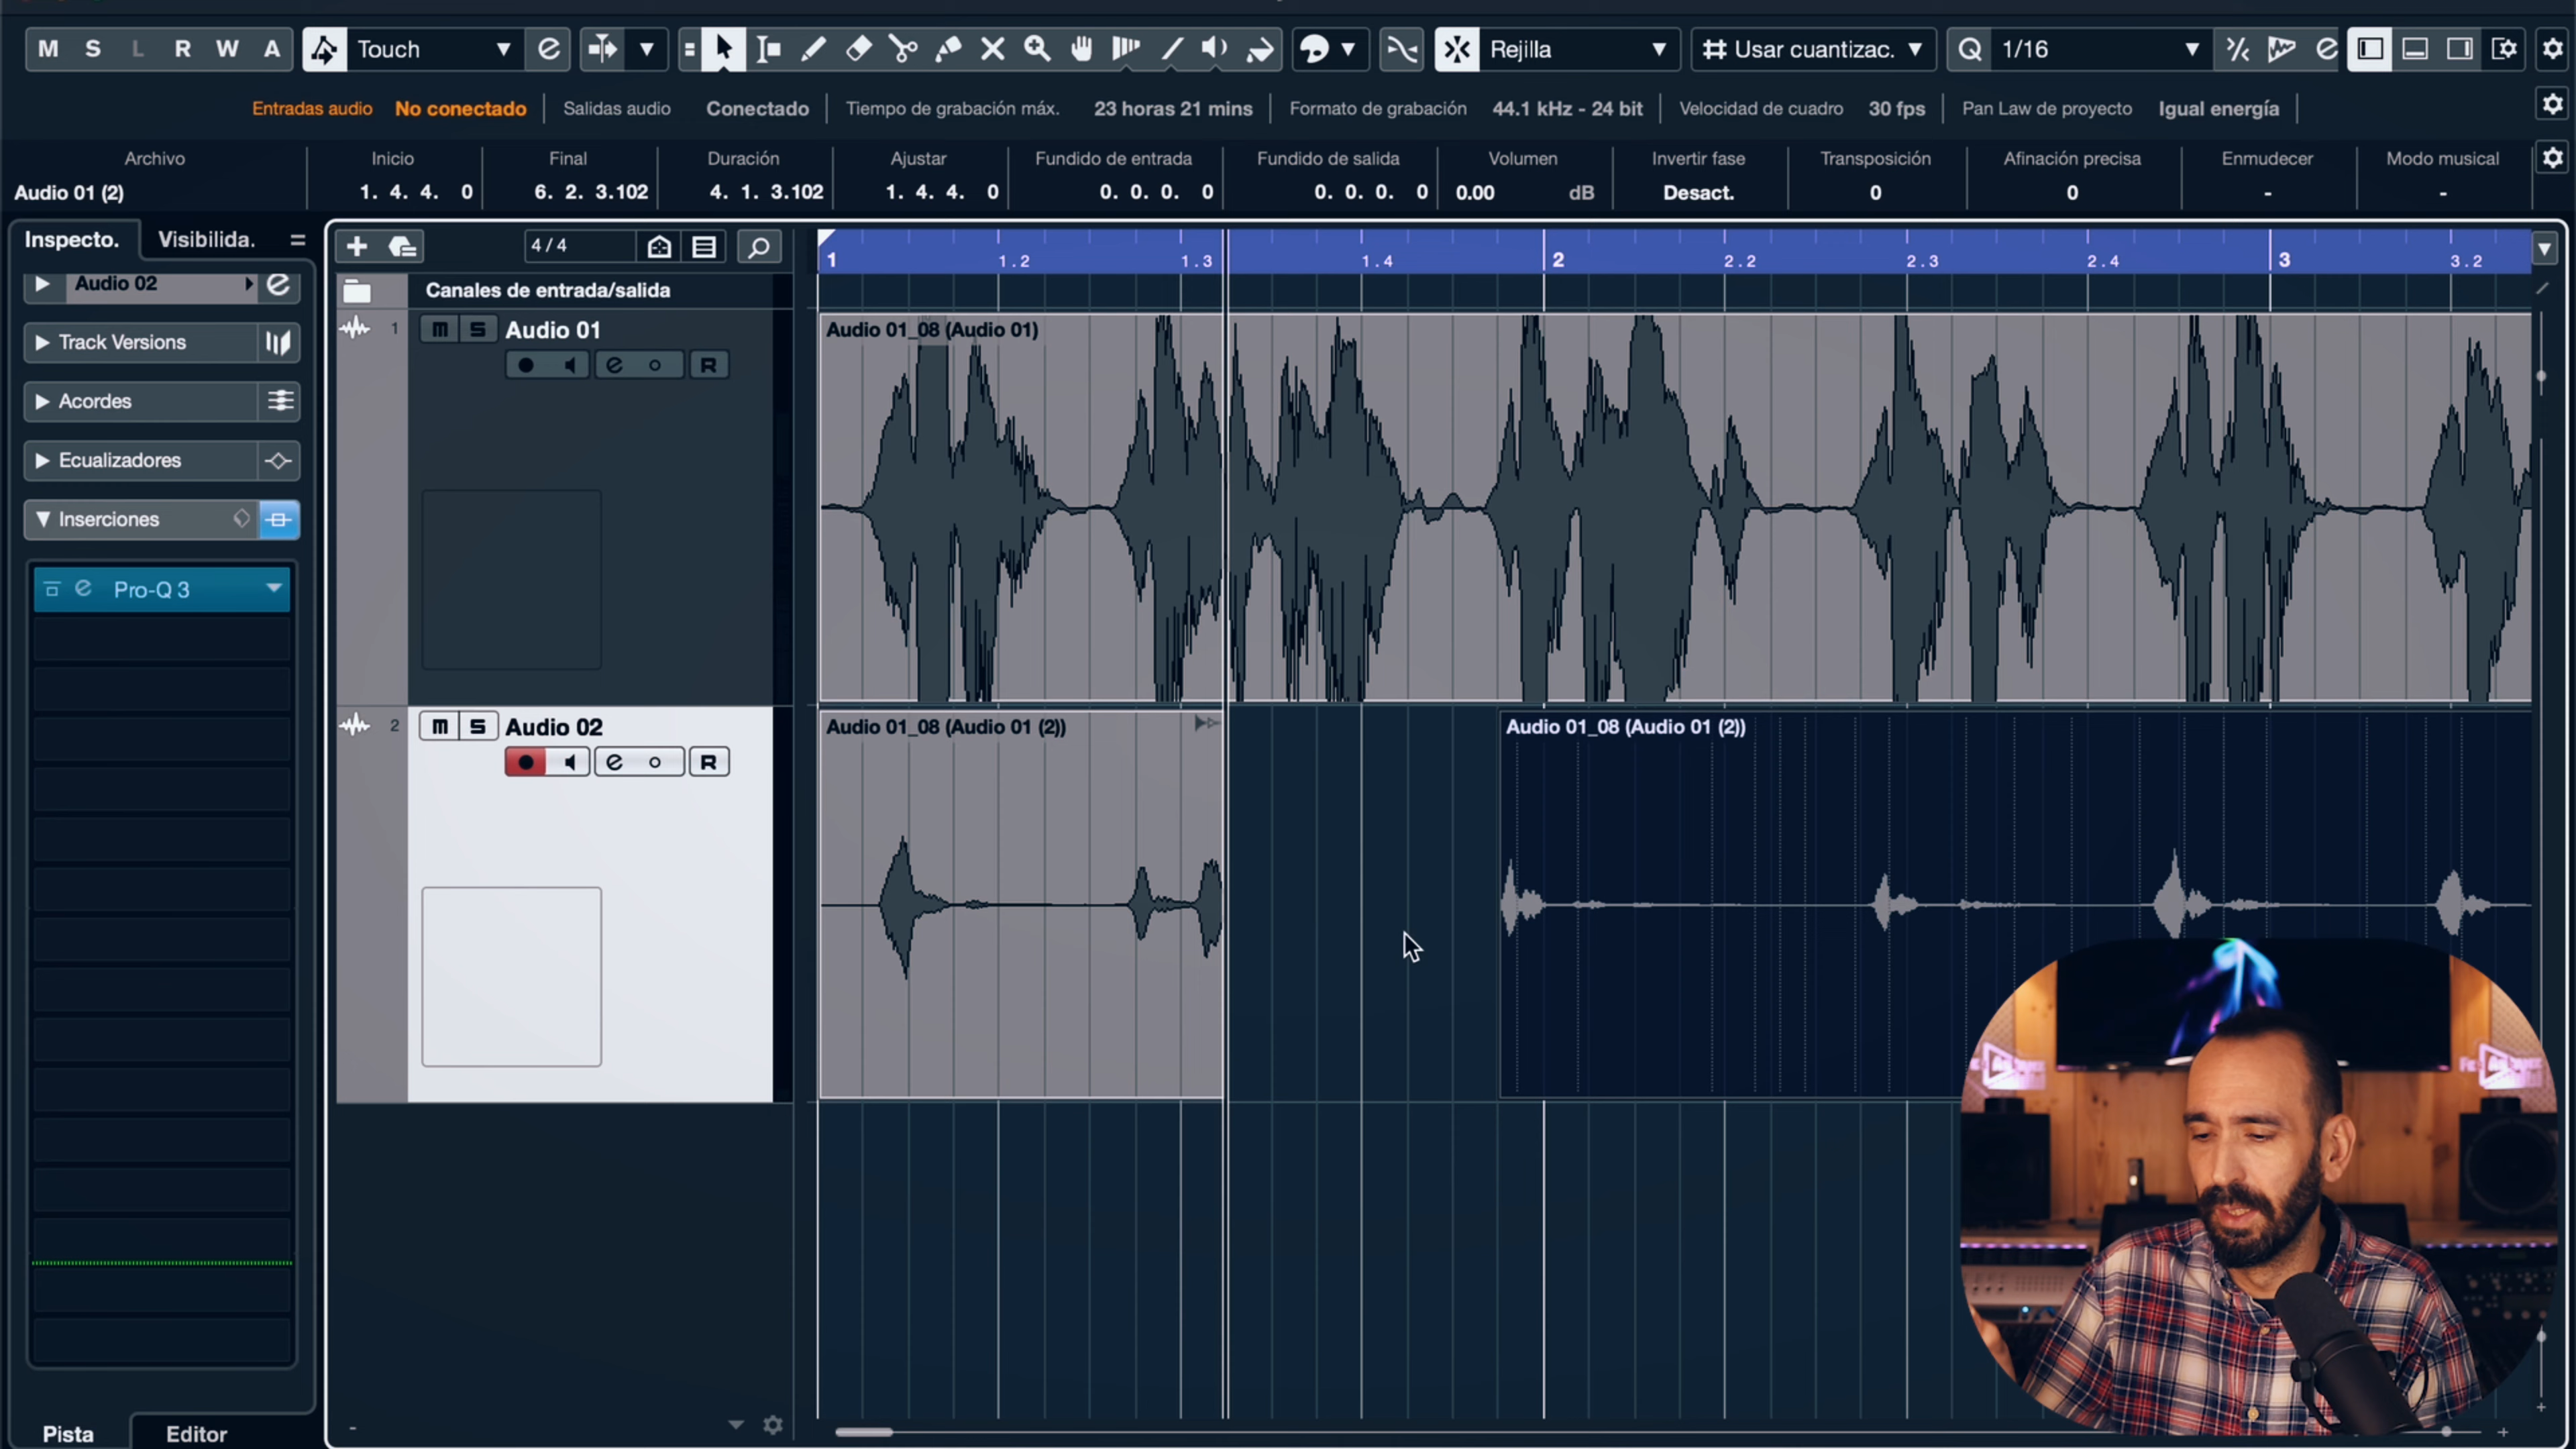 M S L R W A Touch Rejilla Usar cuantizac. Q 1/16
Entradas audio No conectado Salidas audio Conectado Tiempo de grabación máx. 23 horas 21 mins Formato de grabación 44.1 kHz - 24 bit Velocidad de cuadro 30 fps Pan Law de proyecto Igual energía
Archivo Inicio Final Duración Ajustar Fundido de entrada Fundido de salida Volumen Invertir fase Transposición Afinación precisa Enmudecer Modo musical
Audio 01 (2) 1. 4. 4. 0 6. 2. 3.102 4. 1. 3.102 1. 4. 4. 0 0. 0. 0. 0 0. 0. 0. 0 0.00 dB Desact. 0 0 - -
Inspecto. Visibilida.
4/4
1 1.2 1.3 1.4 2 2.2 2.3 2.4 3 3.2
Audio 02
Track Versions
Acordes
Ecualizadores
Inserciones
Pro-Q 3
Pista Editor
Canales de entrada/salida
1 m S Audio 01
R
Audio 01_08 (Audio 01)
2 m S Audio 02
R
Audio 01_08 (Audio 01 (2))
Audio 01_08 (Audio 01 (2))